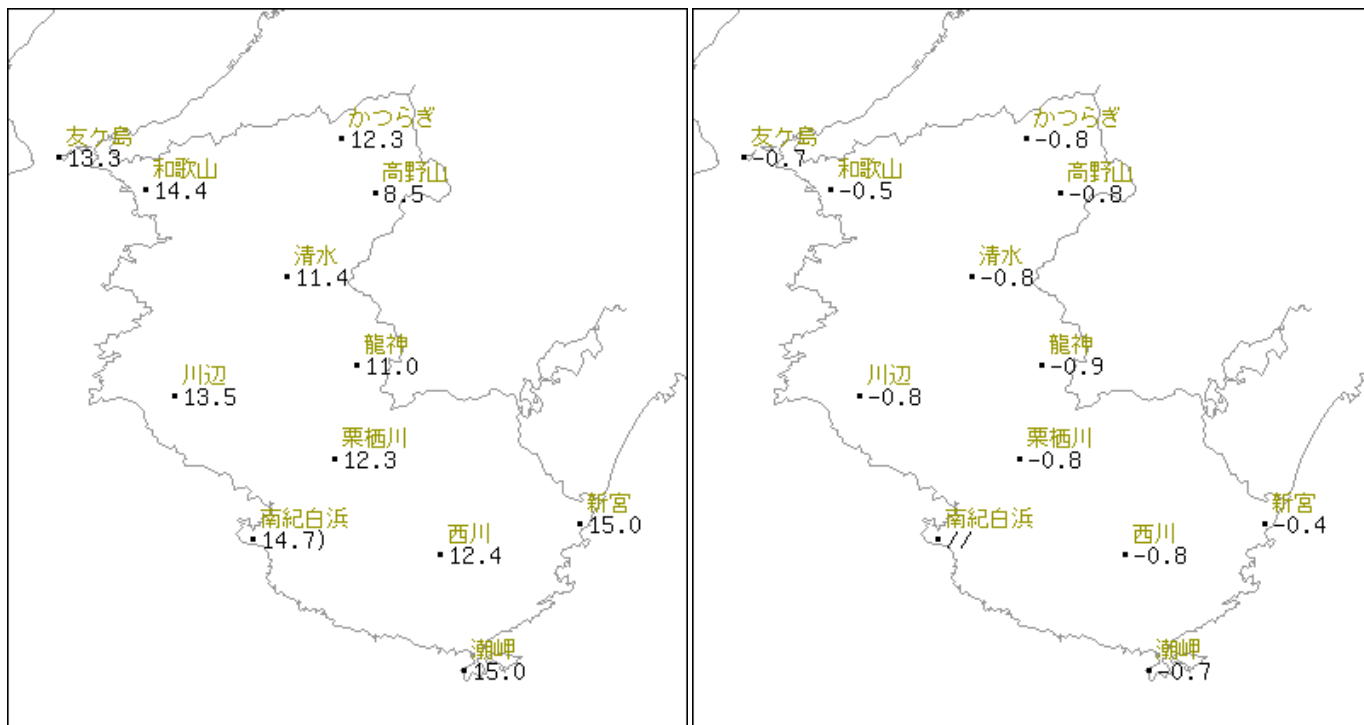 かつらぎ
12.3
友ケ島
13.3
和歌山
14.4
高野山
8.5
清水
11.4
龍神
11.0
川辺
13.5
栗栖川
12.3
新宮
15.0
南紀白浜
14.7)
西川
12.4
潮岬
15.0
かつらぎ
-0.8
友ケ島
-0.7
和歌山
-0.5
高野山
-0.8
清水
-0.8
龍神
-0.9
川辺
-0.8
栗栖川
-0.8
新宮
-0.4
南紀白浜
//
西川
-0.8
潮岬
-0.7